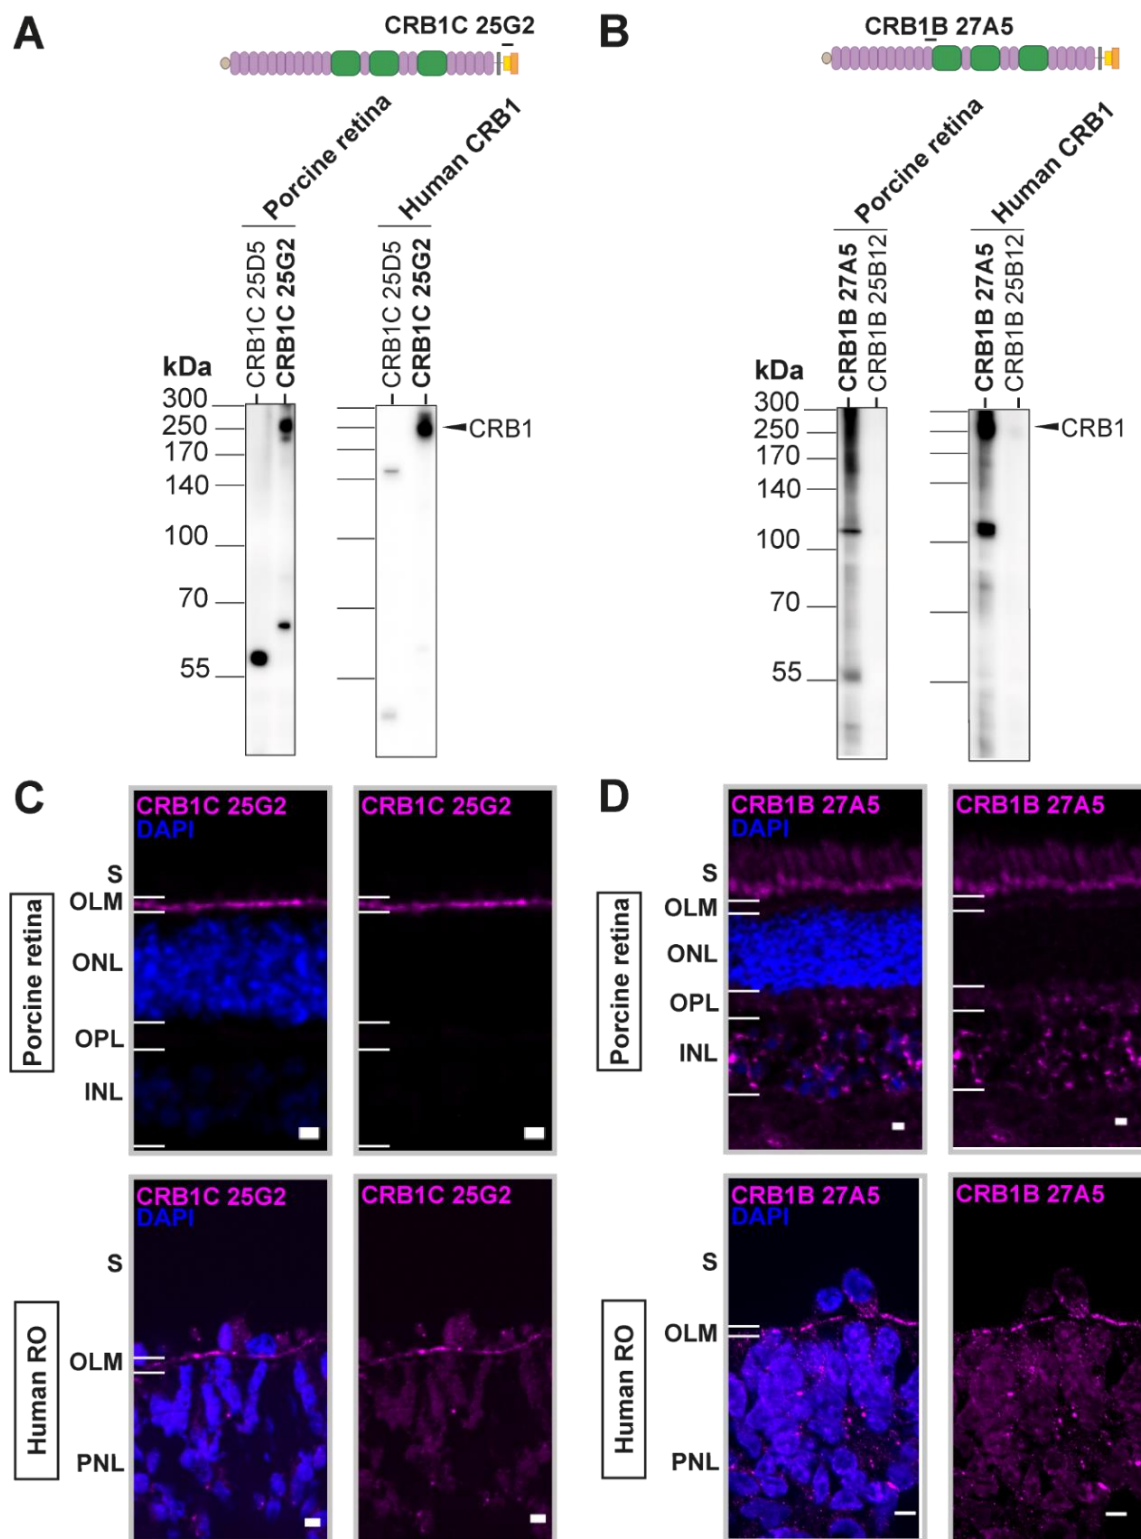 A
CRB1C 25G2
Porcine retina
Human CRB1
CRB1C 25D5
CRB1C 25G2
CRB1C 25D5
CRB1C 25G2
kDa
300
250
170
140
100
70
55
CRB1
B
CRB1B 27A5
Porcine retina
Human CRB1
CRB1B 27A5
CRB1B 25B12
CRB1B 27A5
CRB1B 25B12
kDa
300
250
170
140
100
70
55
CRB1
C
Porcine retina
CRB1C 25G2
DAPI
CRB1C 25G2
S
OLM
ONL
OPL
INL
Human RO
CRB1C 25G2
DAPI
CRB1C 25G2
S
OLM
PNL
D
Porcine retina
CRB1B 27A5
DAPI
CRB1B 27A5
S
OLM
ONL
OPL
INL
Human RO
CRB1B 27A5
DAPI
CRB1B 27A5
S
OLM
PNL